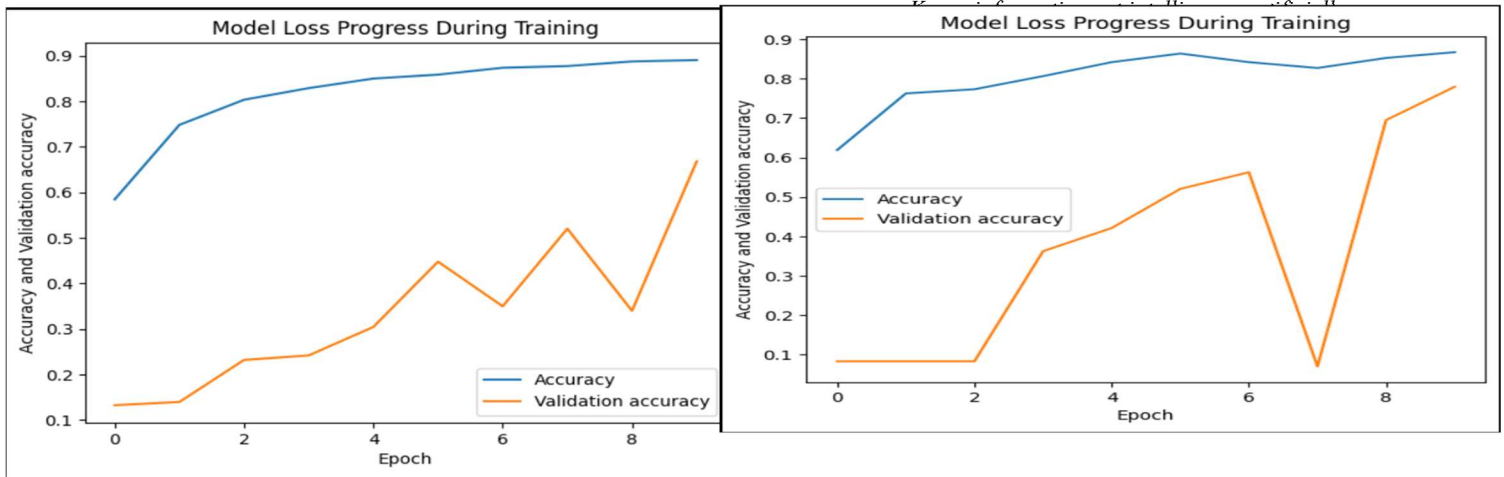 Model Loss Progress During Training
Accuracy and Validation accuracy
0.9
0.8
0.7
0.6
0.5
0.4
0.3
0.2
0.1
Accuracy
Validation accuracy
0 2 4 6 8
Epoch
Model Loss Progress During Training
Accuracy and Validation accuracy
0.9
0.8
0.7
0.6
0.5
0.4
0.3
0.2
0.1
Accuracy
Validation accuracy
0 2 4 6 8
Epoch